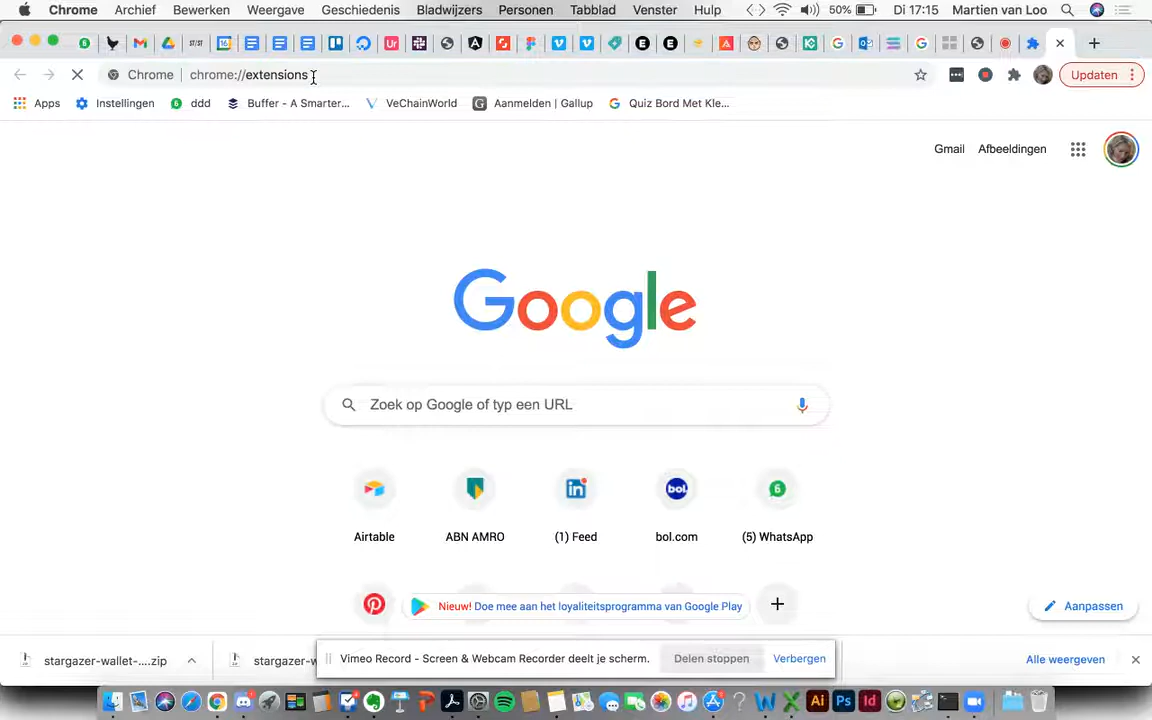 Chrome Archief Bewerken Weergave Geschiedenis Bladwijzers Personen Tabblad Venster Hulp 50% Di 17:15 Martien van Loo
Chrome chrome://extensions Updaten
Apps Instellingen ddd Buffer - A Smarter... VeChainWorld Aanmelden | Gallup Quiz Bord Met Kle...
Gmail Afbeeldingen
Google
Zoek op Google of typ een URL
Airtable ABN AMRO (1) Feed bol.com (5) WhatsApp
Nieuw! Doe mee aan het loyaliteitsprogramma van Google Play
Aanpassen
stargazer-wallet-....zip stargazer-w
Vimeo Record - Screen & Webcam Recorder deelt je scherm. Delen stoppen Verbergen
Alle weergeven